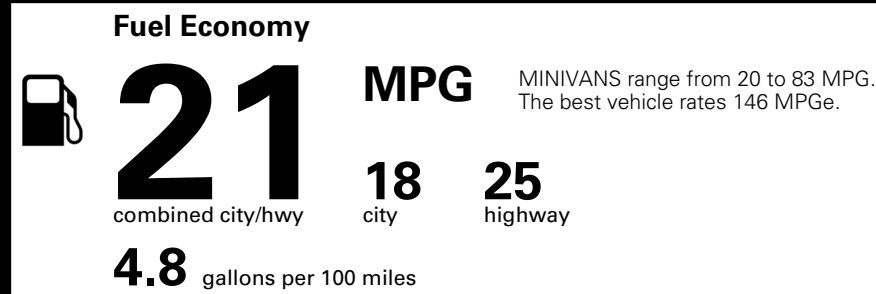 Fuel Economy
21 MPG
MINIVANS range from 20 to 83 MPG.
The best vehicle rates 146 MPGe.
combined city/hwy
18 city
25 highway
4.8 gallons per 100 miles